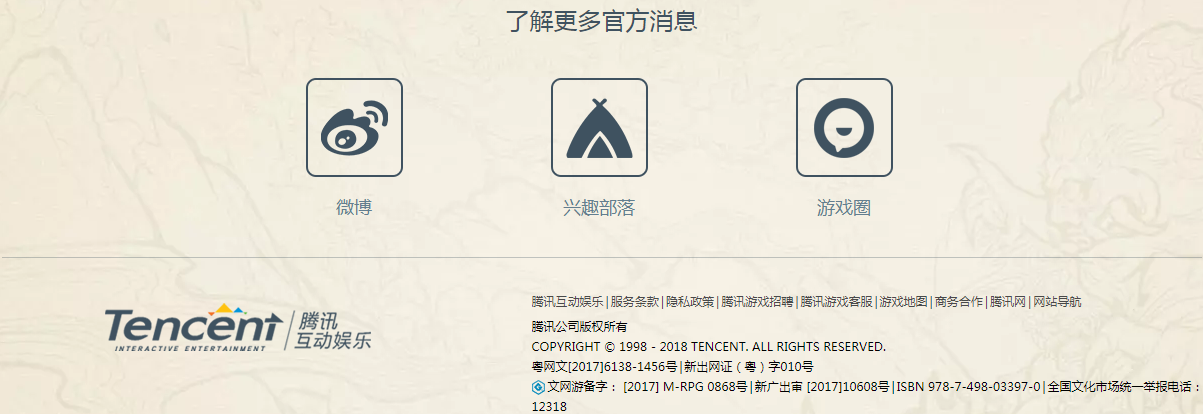 了解更多官方消息
微博
兴趣部落
游戏圈
Tencent
INTERACTIVE ENTERTAINMENT
腾讯
互动娱乐
腾讯互动娱乐|服务条款|隐私政策|腾讯游戏招聘|腾讯游戏客服|游戏地图|商务合作|腾讯网|网站导航
腾讯公司版权所有
COPYRIGHT © 1998 - 2018 TENCENT. ALL RIGHTS RESERVED.
粤网文[2017]6138-1456号|新出网证（粤）字010号
文网游备字： [2017] M-RPG 0868号|新广出审 [2017]10608号|ISBN 978-7-498-03397-0|全国文化市场统一举报电话：
12318